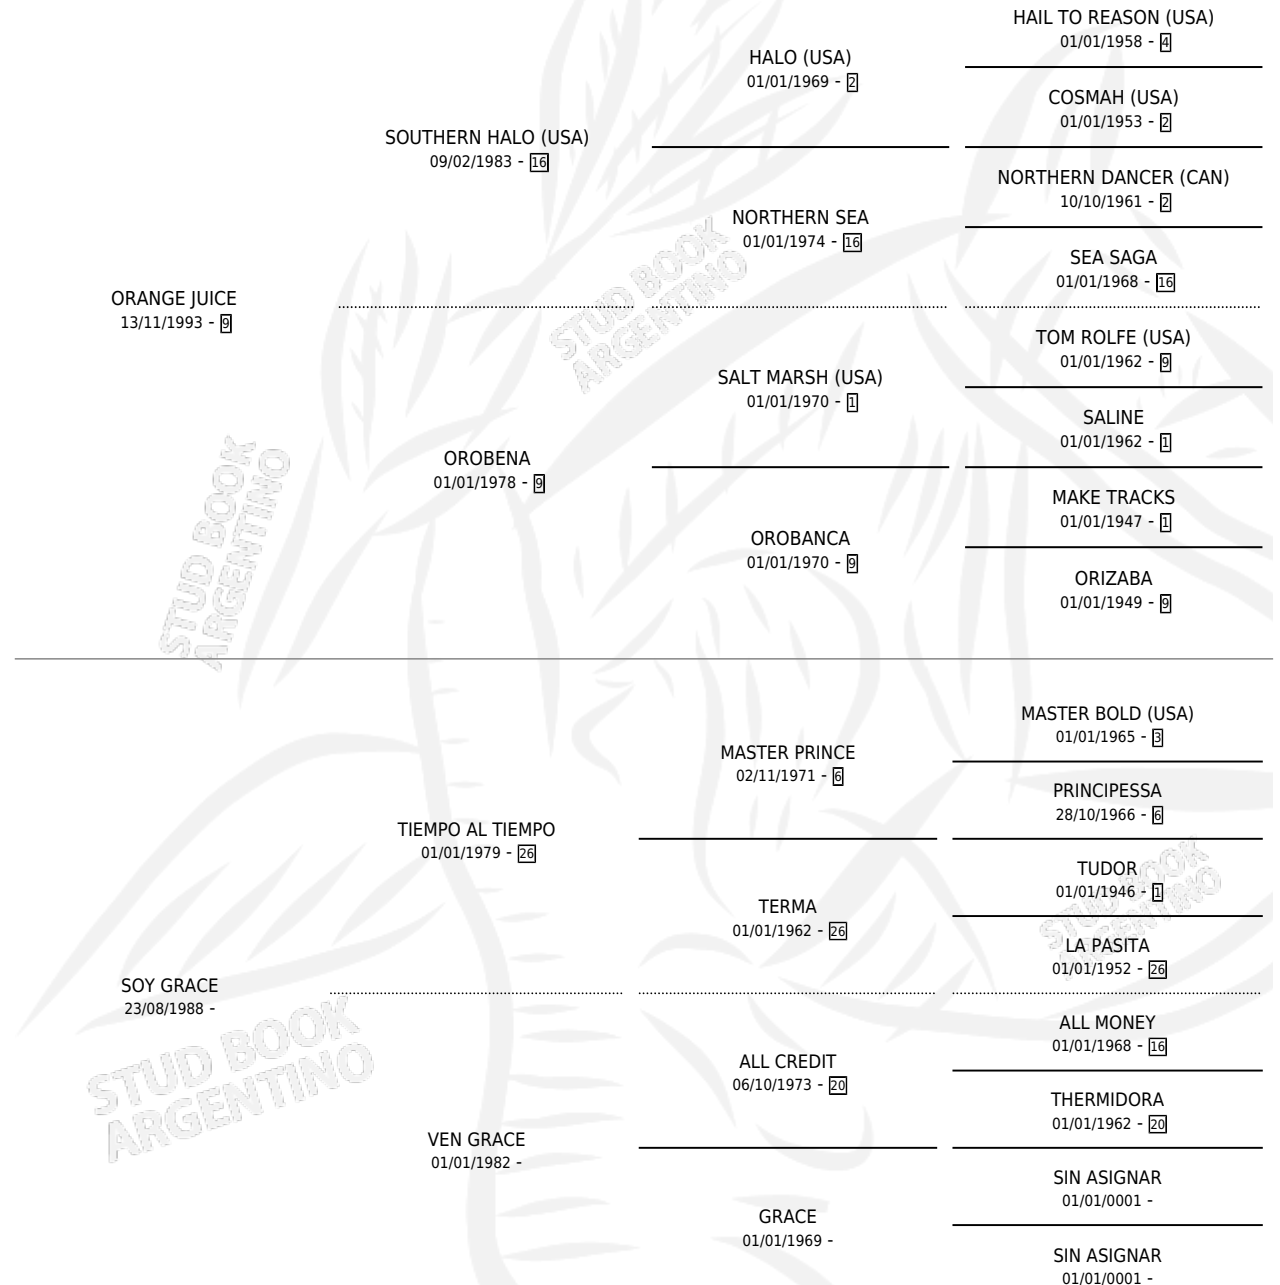 HAIL TO REASON (USA)
01/01/1958 - 4
HALO (USA)
01/01/1969 - 2
COSMAH (USA)
01/01/1953 - 2
SOUTHERN HALO (USA)
09/02/1983 - 16
NORTHERN DANCER (CAN)
10/10/1961 - 2
NORTHERN SEA
01/01/1974 - 16
SEA SAGA
01/01/1968 - 16
ORANGE JUICE
13/11/1993 - 9
STUD BOOK
ARGENTINO
TOM ROLFE (USA)
01/01/1962 - 9
SALT MARSH (USA)
01/01/1970 - 1
SALINE
01/01/1962 - 1
OROBENA
01/01/1978 - 9
MAKE TRACKS
01/01/1947 - 1
OROBANCA
01/01/1970 - 9
ORIZABA
01/01/1949 - 9
STUD BOOK
ARGENTINO
MASTER BOLD (USA)
01/01/1965 - 3
MASTER PRINCE
02/11/1971 - 6
PRINCIPESSA
28/10/1966 - 6
TIEMPO AL TIEMPO
01/01/1979 - 26
TUDOR
01/01/1946 - 1
TERMA
01/01/1962 - 26
LA PASITA
01/01/1952 - 26
STUD BOOK
ARGENTINO
SOY GRACE
23/08/1988 -
ALL MONEY
01/01/1968 - 16
ALL CREDIT
06/10/1973 - 20
THERMIDORA
01/01/1962 - 20
STUD BOOK
ARGENTINO
VEN GRACE
01/01/1982 -
SIN ASIGNAR
01/01/0001 -
GRACE
01/01/1969 -
SIN ASIGNAR
01/01/0001 -